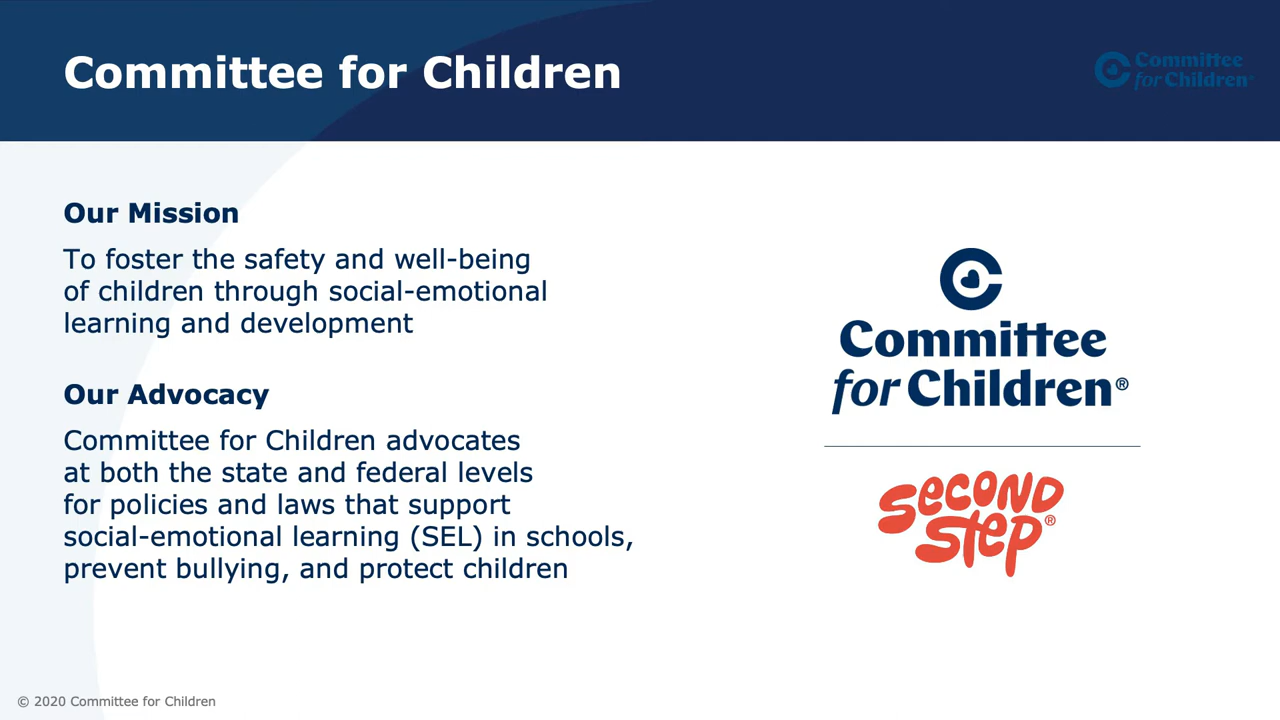 Committee for Children
Committee
for Children
Our Mission
To foster the safety and well-being
of children through social-emotional
learning and development
Our Advocacy
Committee for Children advocates
at both the state and federal levels
for policies and laws that support
social-emotional learning (SEL) in schools,
prevent bullying, and protect children
Committee
for Children®
SECOND
STEP®
© 2020 Committee for Children